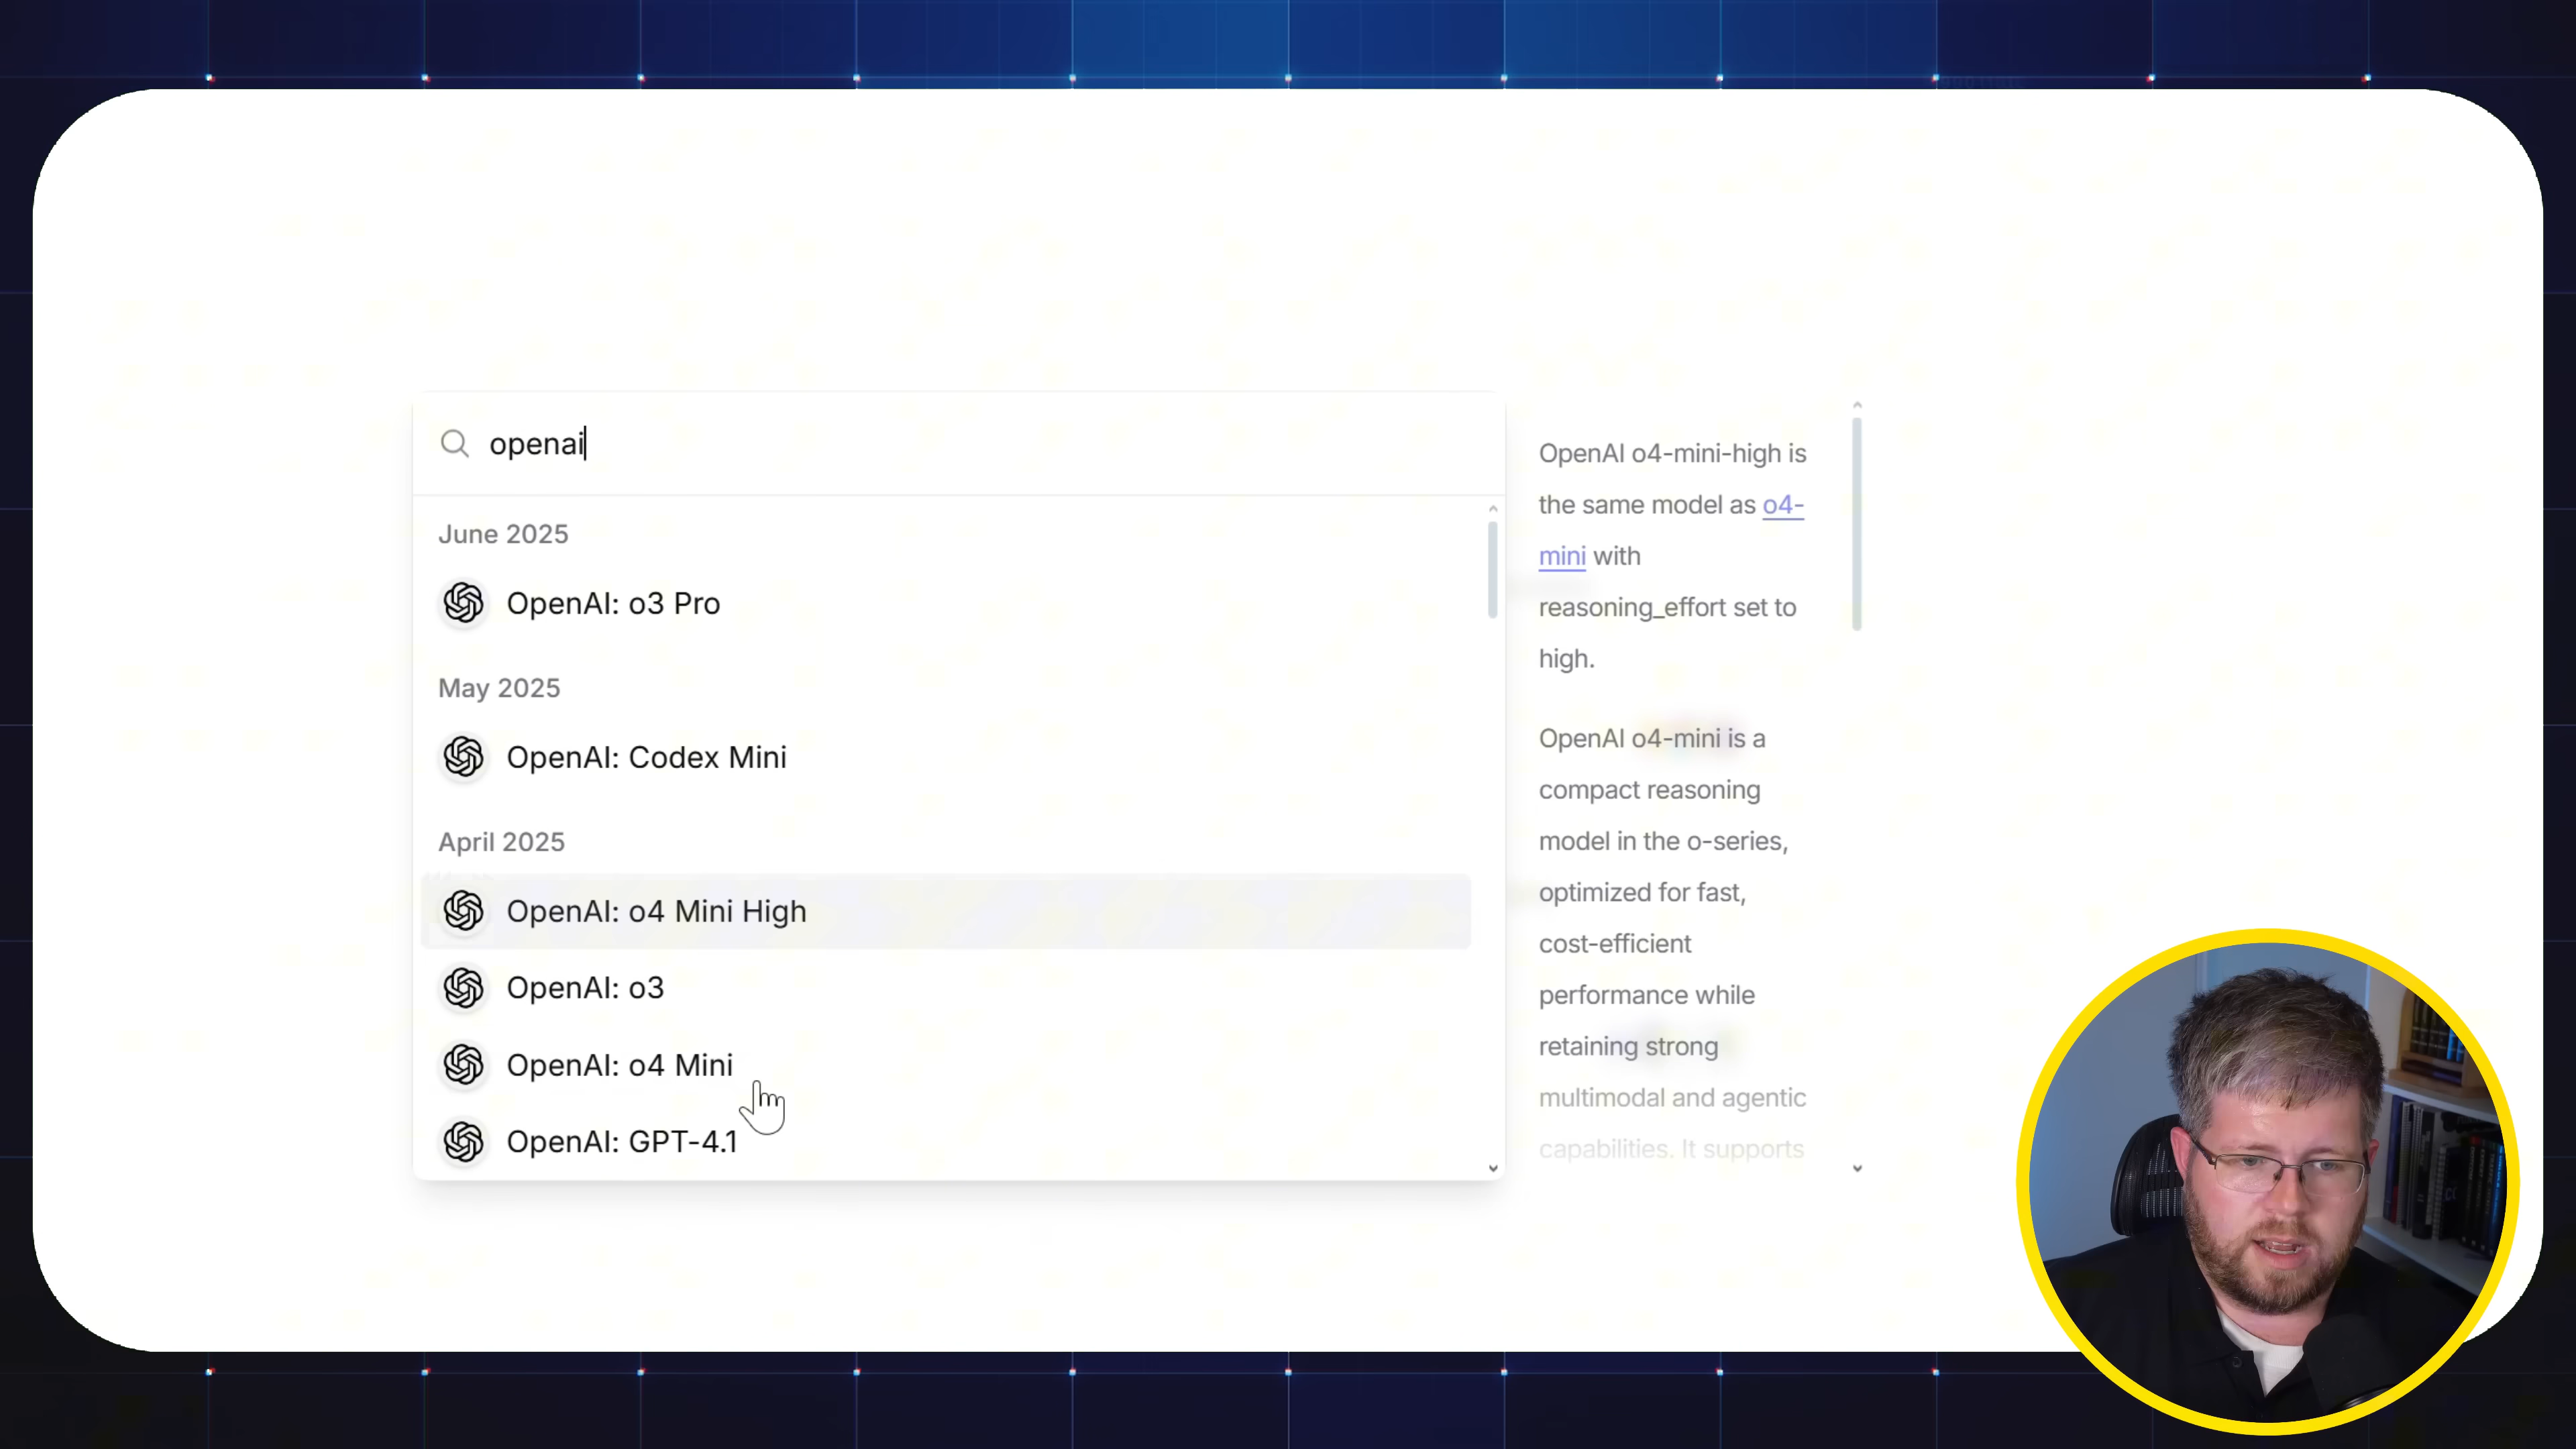 openai
June 2025
OpenAI: o3 Pro
May 2025
OpenAI: Codex Mini
April 2025
OpenAI: o4 Mini High
OpenAI: o3
OpenAI: o4 Mini
OpenAI: GPT-4.1
OpenAI o4-mini-high is
the same model as o4-
mini with
reasoning_effort set to
high.
OpenAI o4-mini is a
compact reasoning
model in the o-series,
optimized for fast,
cost-efficient
performance while
retaining strong
multimodal and agentic
capabilities. It supports